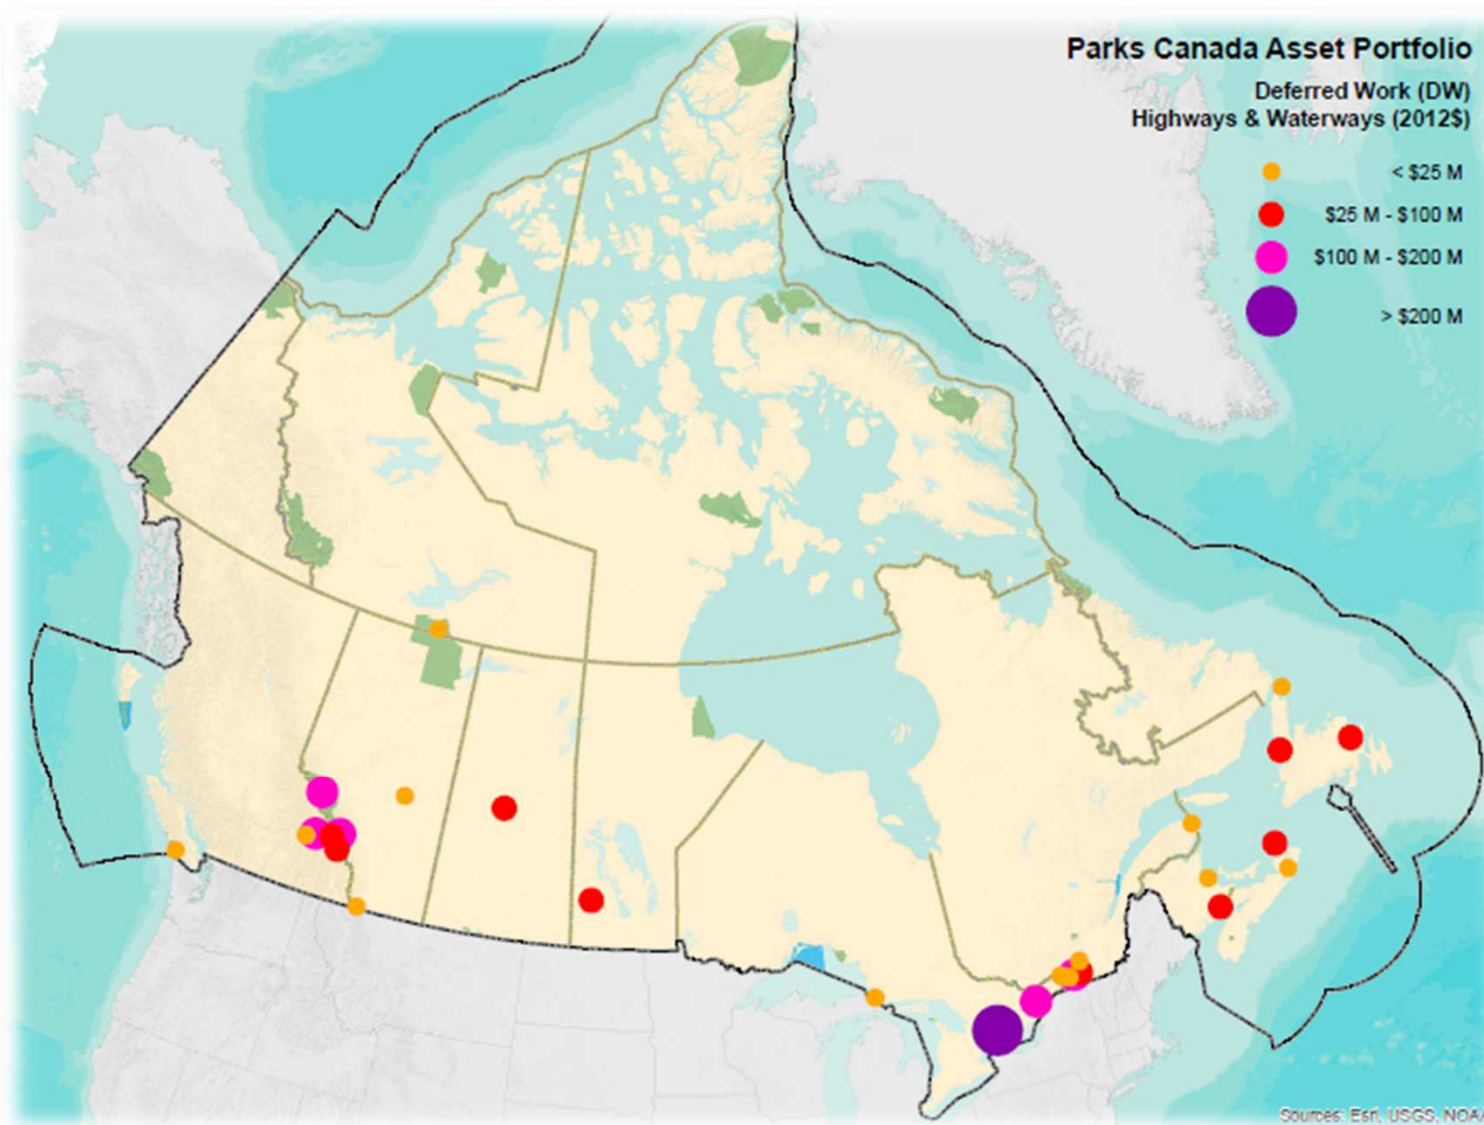 Parks Canada Asset Portfolio
Deferred Work (DW)
Highways & Waterways (2012$)
< $25 M
$25 M - $100 M
$100 M - $200 M
> $200 M
Sources: Esri, USGS, NOA